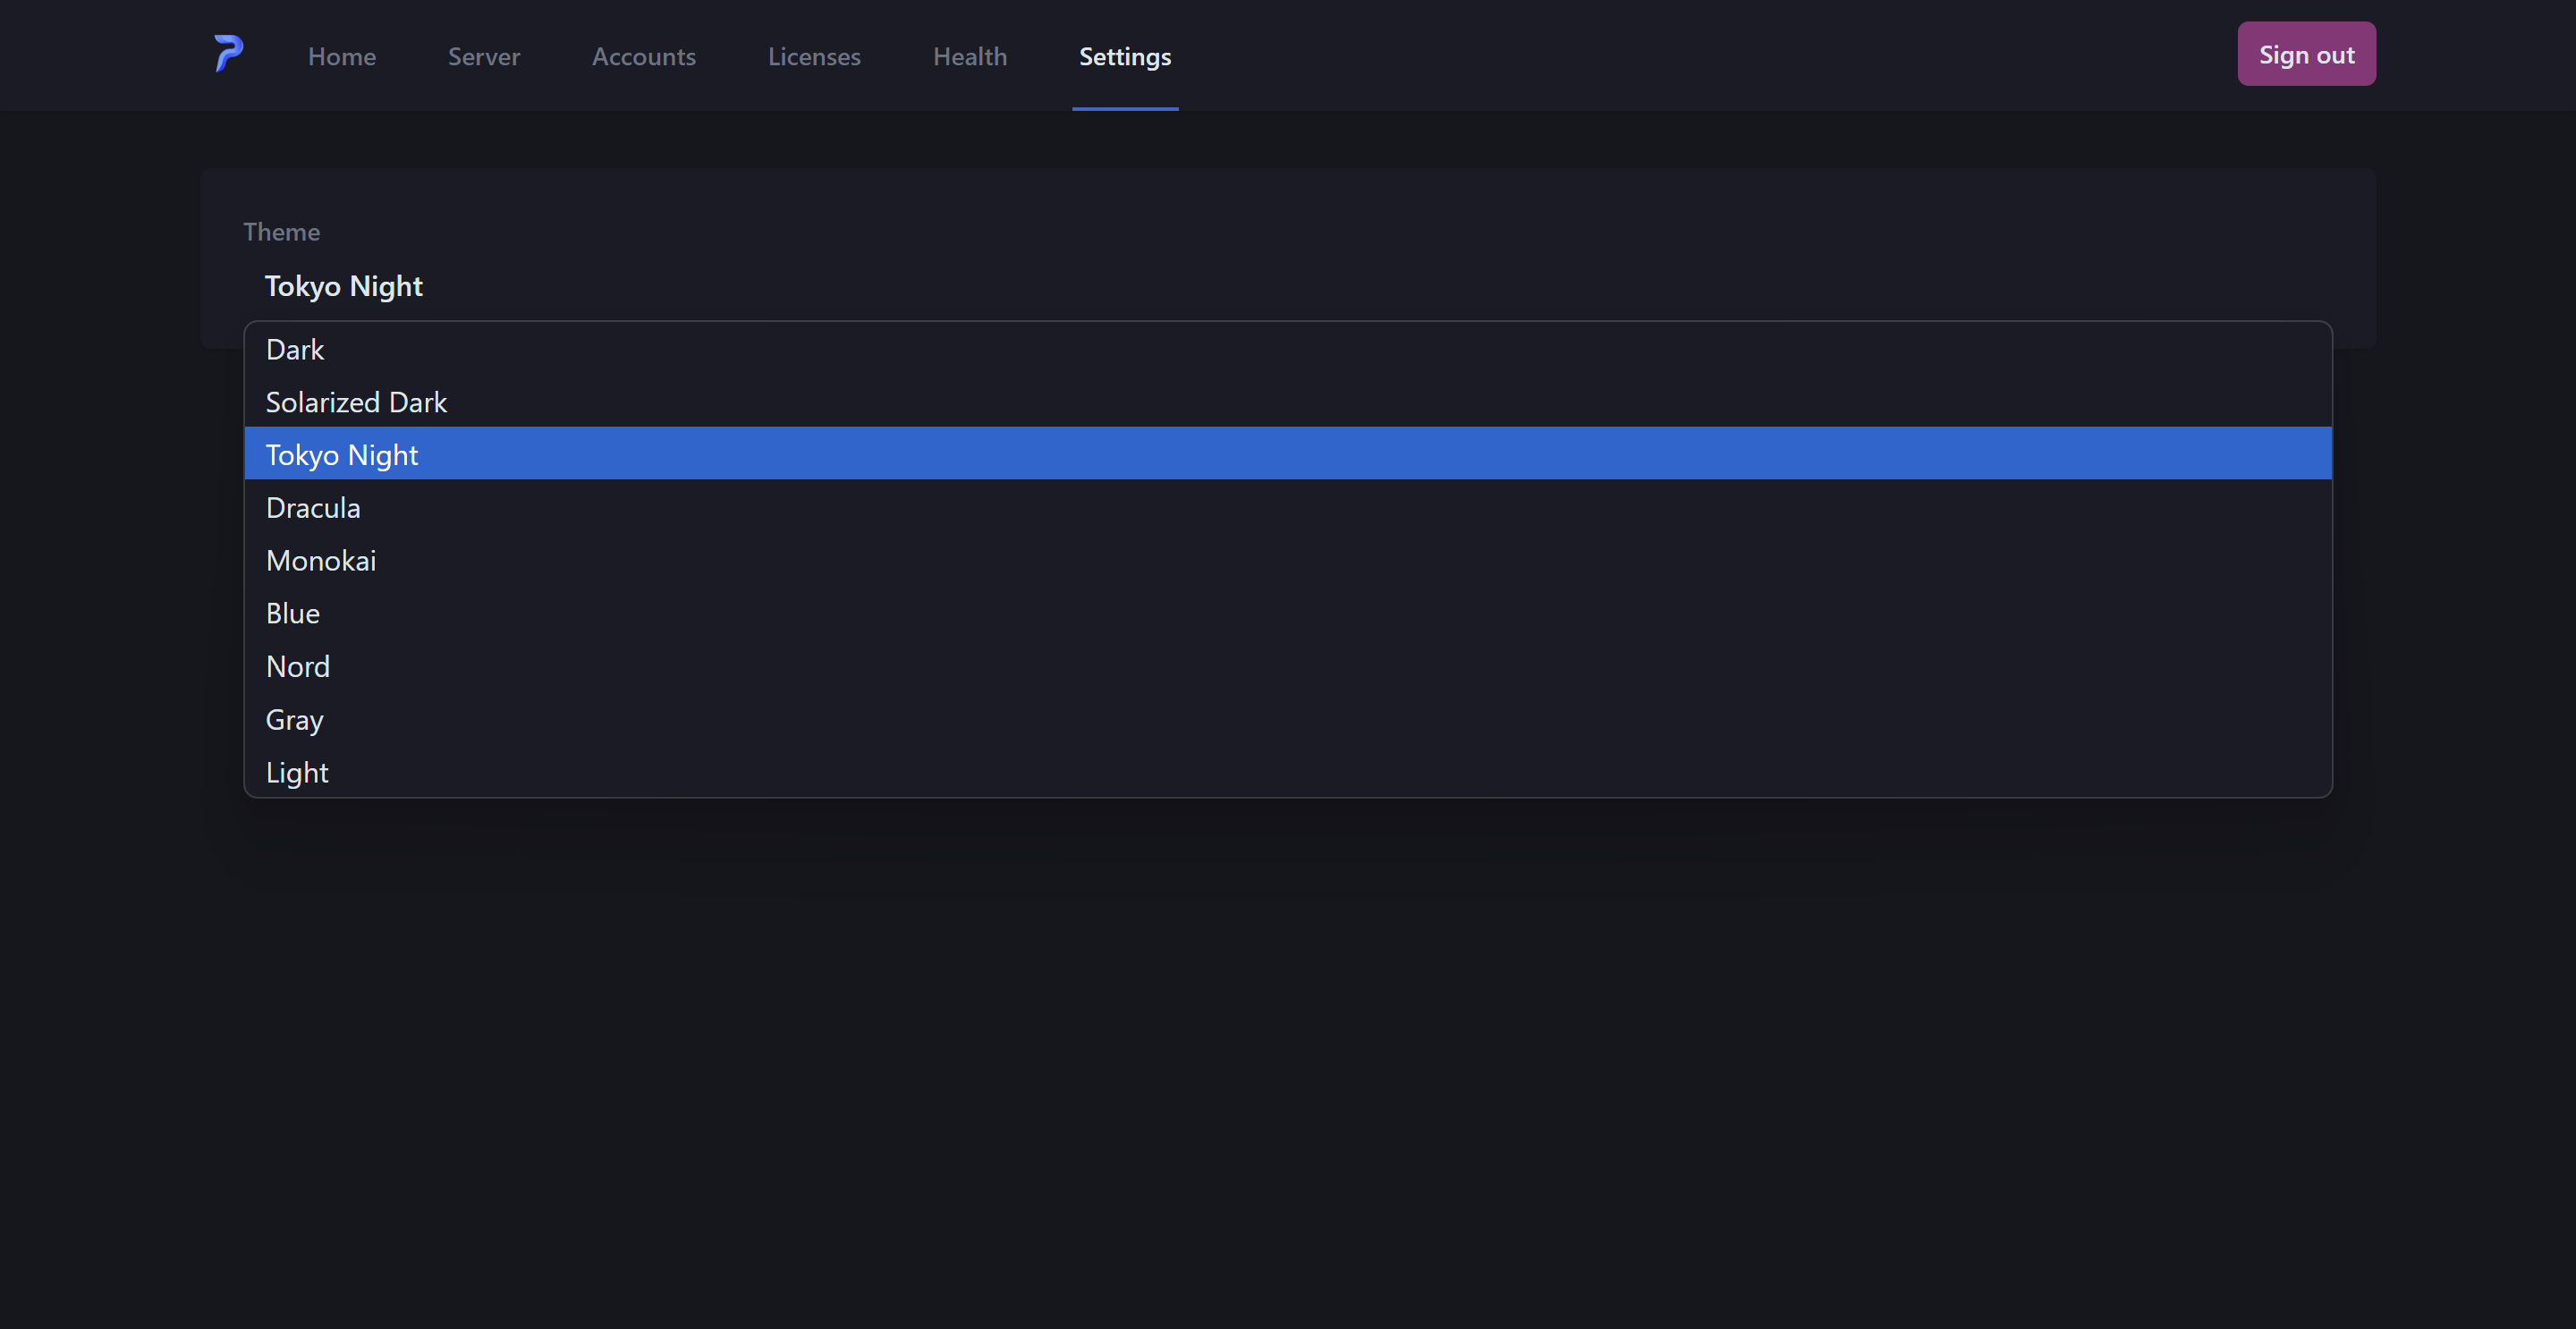 Home Server Accounts Licenses Health Settings Sign out
Theme
Tokyo Night
Dark
Solarized Dark
Tokyo Night
Dracula
Monokai
Blue
Nord
Gray
Light